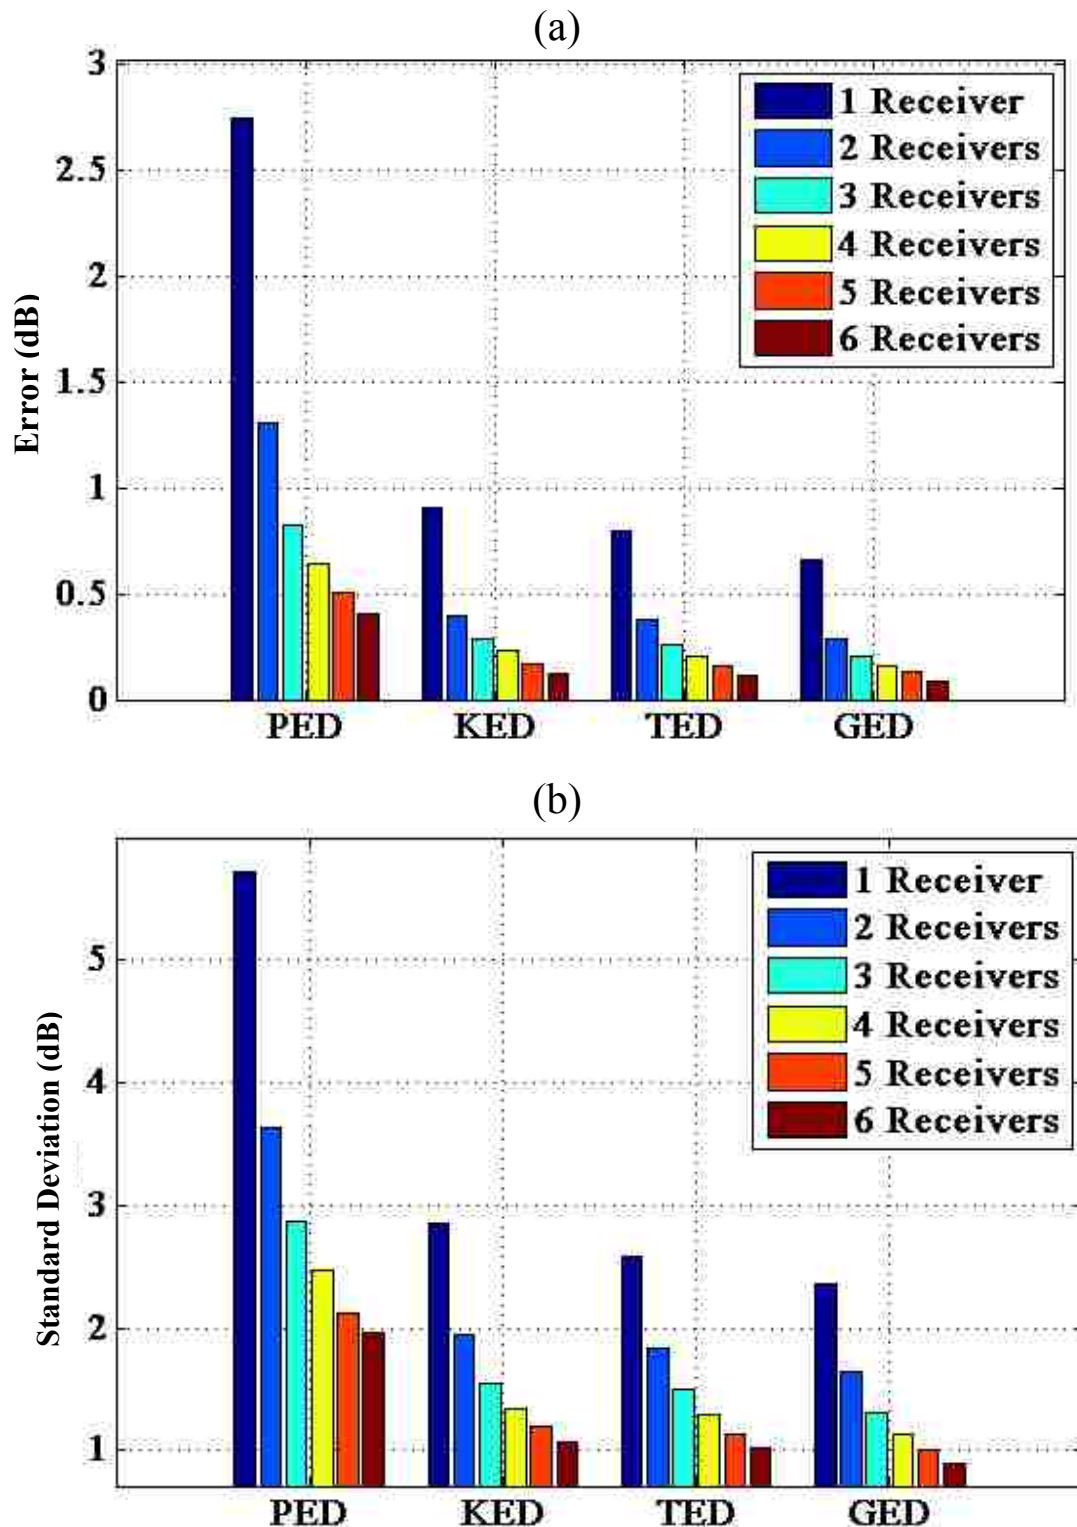 (a)
3
2.5
2
1.5
1
0.5
0
Error (dB)
1 Receiver
2 Receivers
3 Receivers
4 Receivers
5 Receivers
6 Receivers
PED KED TED GED
(b)
5
4
3
2
1
Standard Deviation (dB)
1 Receiver
2 Receivers
3 Receivers
4 Receivers
5 Receivers
6 Receivers
PED KED TED GED